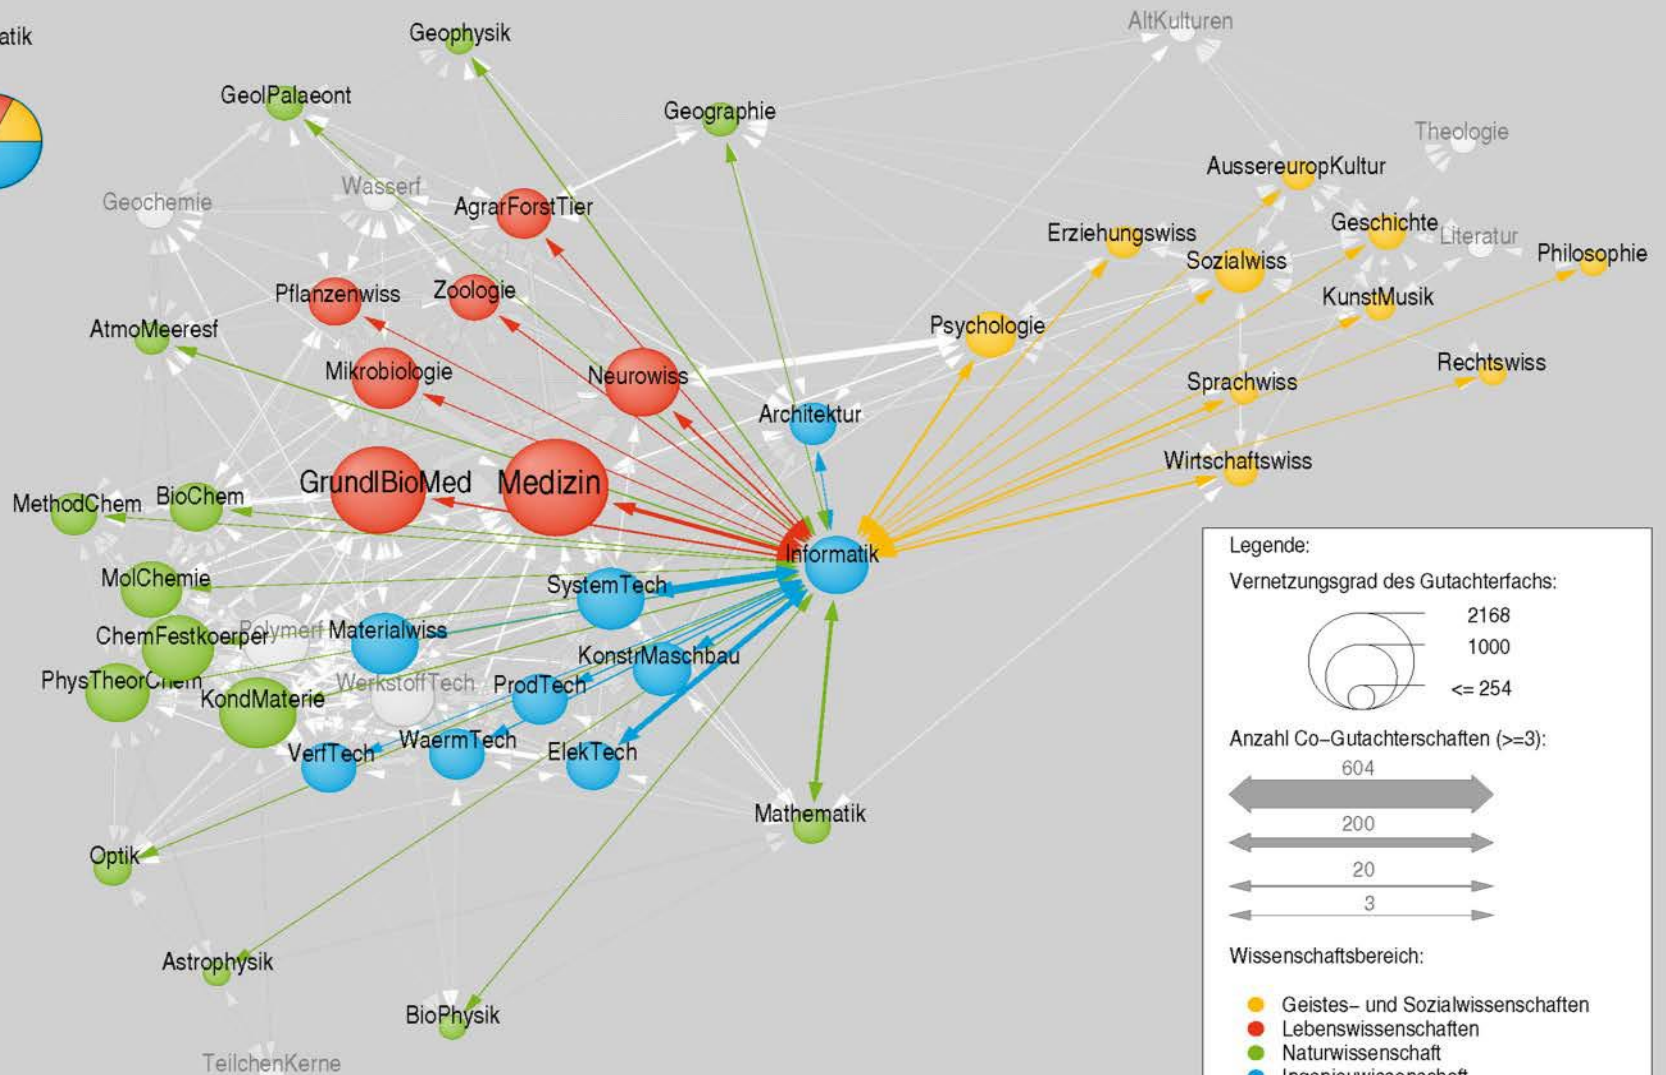 atik
Geophysik
AltKulturen
GeolPalaeont
Geographie
Theologie
AussereuropKultur
Wasserf
Geochemie
AgrarForstTier
Geschichte
Erziehungswiss
Literatur
Philosophie
Sozialwiss
Pflanzenwiss
Zoologie
KunstMusik
AtmoMeeresf
Psychologie
Mikrobiologie
Neurowiss
Rechtswiss
Sprachwiss
Architektur
Wirtschaftswiss
GrundlBioMed
Medizin
MethodChem
BioChem
Informatik
MolChemie
SystemTech
ChemFestkoerper
Polymerf
Materialwiss
KonstrMaschbau
PhysTheorChem
WerkstoffTech
ProdTech
KondMaterie
VerfTech
WaermTech
ElekTech
Mathematik
Optik
Astrophysik
BioPhysik
TeilchenKerne
Legende:
Vernetzungsgrad des Gutachterfachs:
2168
1000
<= 254
Anzahl Co-Gutachterschaften (>=3):
604
200
20
3
Wissenschaftsbereich:
Geistes- und Sozialwissenschaften
Lebenswissenschaften
Naturwissenschaft
Ingenieuwissenschaft